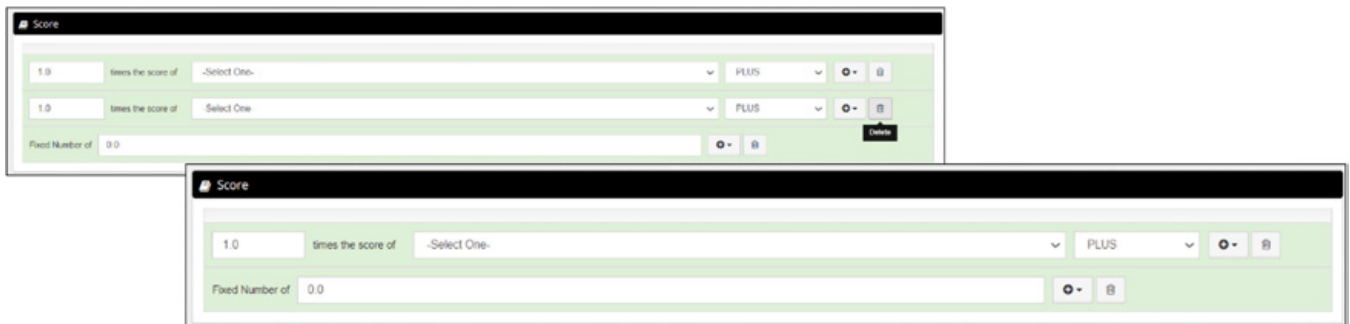 Score
1.0 times the score of -Select One- PLUS
1.0 times the score of -Select One- PLUS
Delete
Fixed Number of 0.0
Score
1.0 times the score of -Select One- PLUS
Fixed Number of 0.0